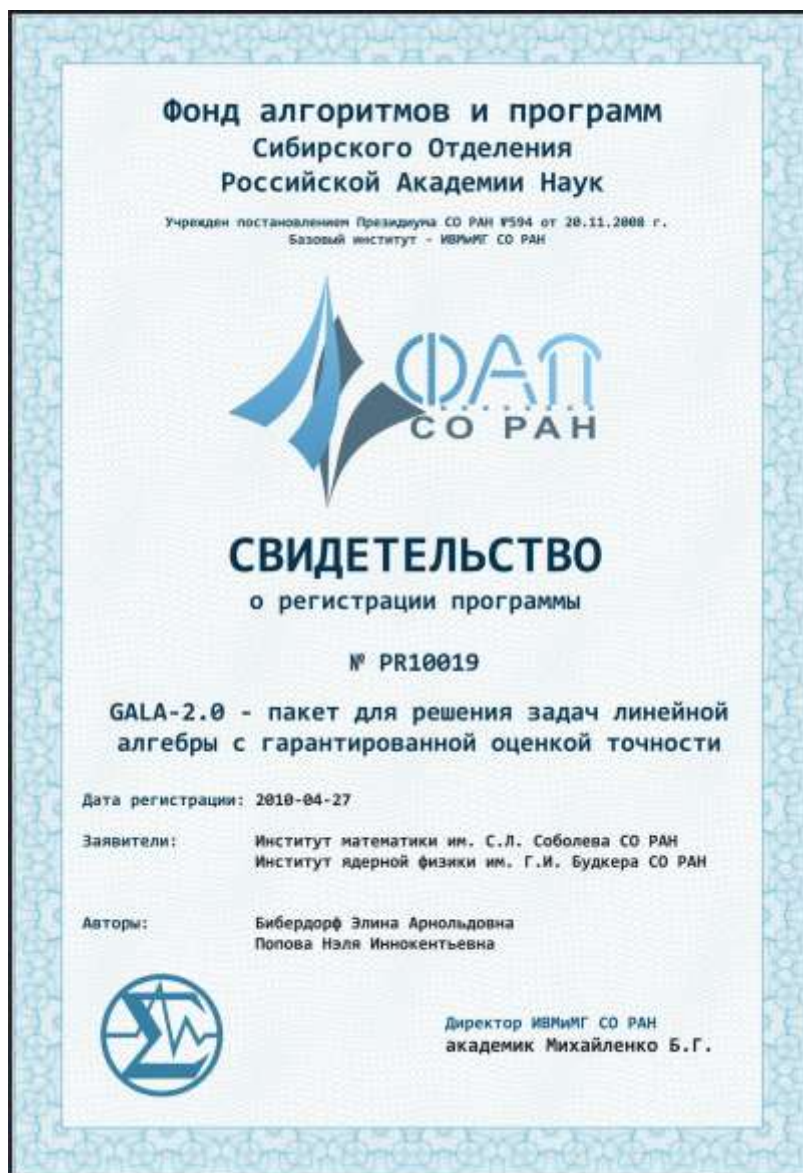 Фонд алгоритмов и программ
Сибирского Отделения
Российской Академии Наук
Учрежден постановлением Президиума СО РАН №594 от 20.11.2008 г.
Базовый институт - ИВМиМГ СО РАН
ФАП
СО РАН
СВИДЕТЕЛЬСТВО
о регистрации программы
№ PR10019
GALA-2.0 - пакет для решения задач линейной
алгебры с гарантированной оценкой точности
Дата регистрации: 2010-04-27
Заявители: Институт математики им. С.Л. Соболева СО РАН
Институт ядерной физики им. Г.И. Будкера СО РАН
Авторы: Бибердорф Элина Арнольдовна
Попова Нэля Иннокентьевна
Директор ИВМиМГ СО РАН
академик Михайленко Б.Г.